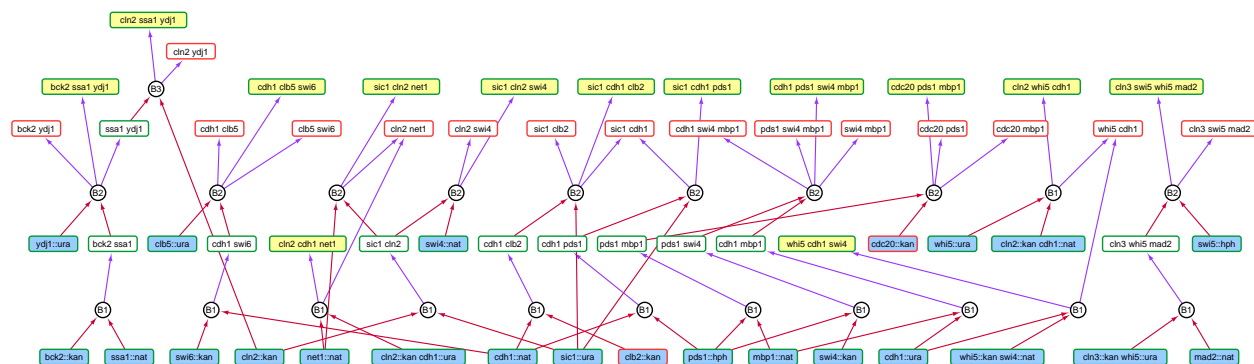 cln2 ssa1 ydj1
cln2 ydj1
bck2 ssa1 ydj1
B3
cdh1 clb5 swi6
sic1 cln2 net1
sic1 cln2 swi4
sic1 cdh1 clb2
sic1 cdh1 pds1
cdh1 pds1 swi4 mbp1
cdc20 pds1 mbp1
cln2 whi5 cdh1
cln3 swi5 whi5 mad2
bck2 ydj1
ssa1 ydj1
cdh1 clb5
clb5 swi6
cln2 net1
cln2 swi4
sic1 clb2
sic1 cdh1
cdh1 swi4 mbp1
pds1 swi4 mbp1
swi4 mbp1
cdc20 pds1
cdc20 mbp1
whi5 cdh1
cln3 swi5 mad2
B2
B2
B2
B2
B2
B2
B2
B2
B1
B2
ydj1::ura
bck2 ssa1
clb5::ura
cdh1 swi6
cln2 cdh1 net1
sic1 cln2
swi4::nat
cdh1 clb2
cdh1 pds1
pds1 mbp1
pds1 swi4
cdh1 mbp1
whi5 cdh1 swi4
cdc20::kan
whi5::ura
cln2::kan cdh1::nat
cln3 whi5 mad2
swi5::hph
B1
B1
B1
B1
B1
B1
B1
B1
B1
B1
B1
bck2::kan
ssa1::nat
swi6::kan
cln2::kan
net1::nat
cln2::kan cdh1::ura
cdh1::nat
sic1::ura
clb2::kan
pds1::hph
mbp1::nat
swi4::kan
cdh1::ura
whi5::kan swi4::nat
cln3::kan whi5::ura
mad2::nat